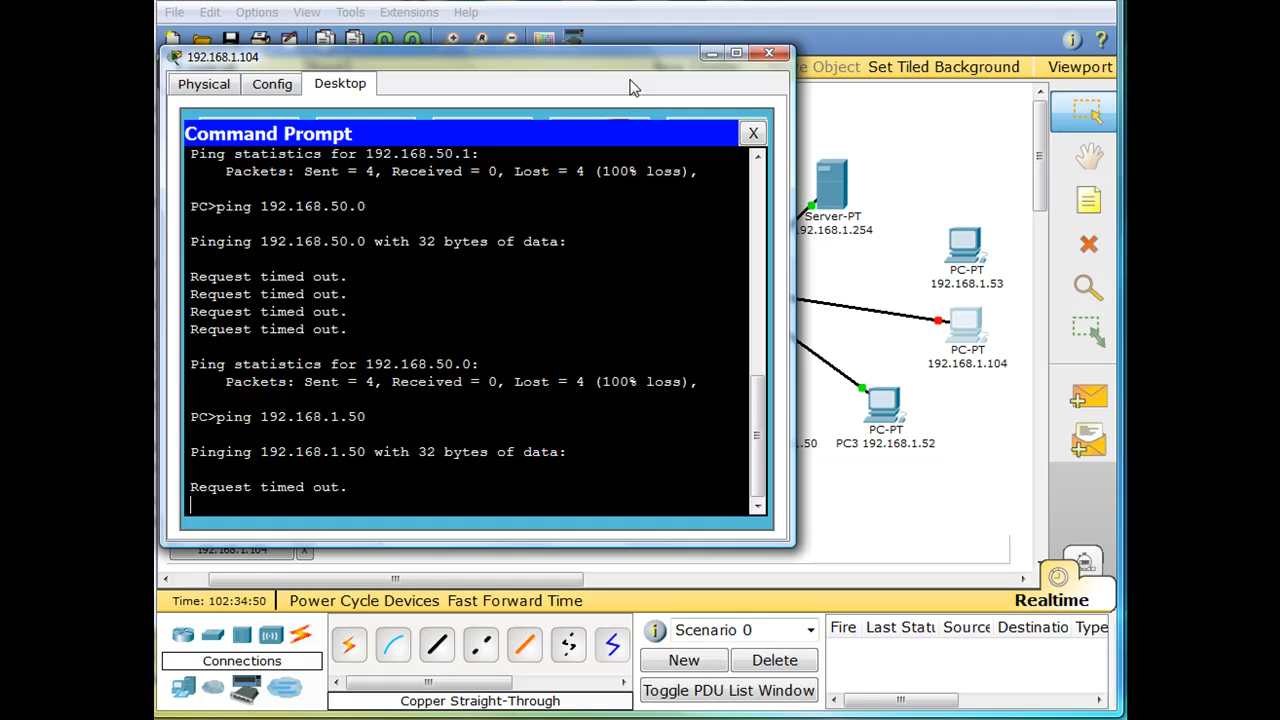 File Edit Options View Tools Extensions Help
192.168.1.104
Object Set Tiled Background Viewport
Physical Config Desktop
Command Prompt X
Ping statistics for 192.168.50.1:
Packets: Sent = 4, Received = 0, Lost = 4 (100% loss),
PC>ping 192.168.50.0
Pinging 192.168.50.0 with 32 bytes of data:
Request timed out.
Request timed out.
Request timed out.
Request timed out.
Ping statistics for 192.168.50.0:
Packets: Sent = 4, Received = 0, Lost = 4 (100% loss),
PC>ping 192.168.1.50
Pinging 192.168.1.50 with 32 bytes of data:
Request timed out.
Server-PT
192.168.1.254
PC-PT
192.168.1.53
PC-PT
192.168.1.104
PC-PT
PC3 192.168.1.52
.50
192.168.1.104 X
Time: 102:34:50 Power Cycle Devices Fast Forward Time
Realtime
Connections
Copper Straight-Through
Scenario 0
New Delete
Toggle PDU List Window
Fire Last Statu Source Destinatio Type